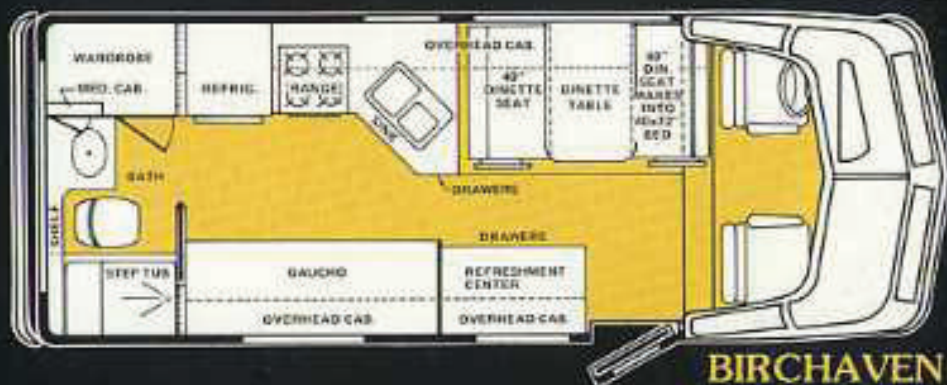 WARDROBE
MED. CAB.
REFRIG.
RANGE
SINK
OVERHEAD CAB.
40"
DINETTE
SEAT
DINETTE
TABLE
40"
DIN.
SEAT
MAKES
INTO
40x72"
BED
BATH
SHELF
DRAWERS
DRAWERS
STEP TUB
GAUCHO
OVERHEAD CAB.
REFRESHMENT
CENTER
OVERHEAD CAB.
BIRCHAVEN